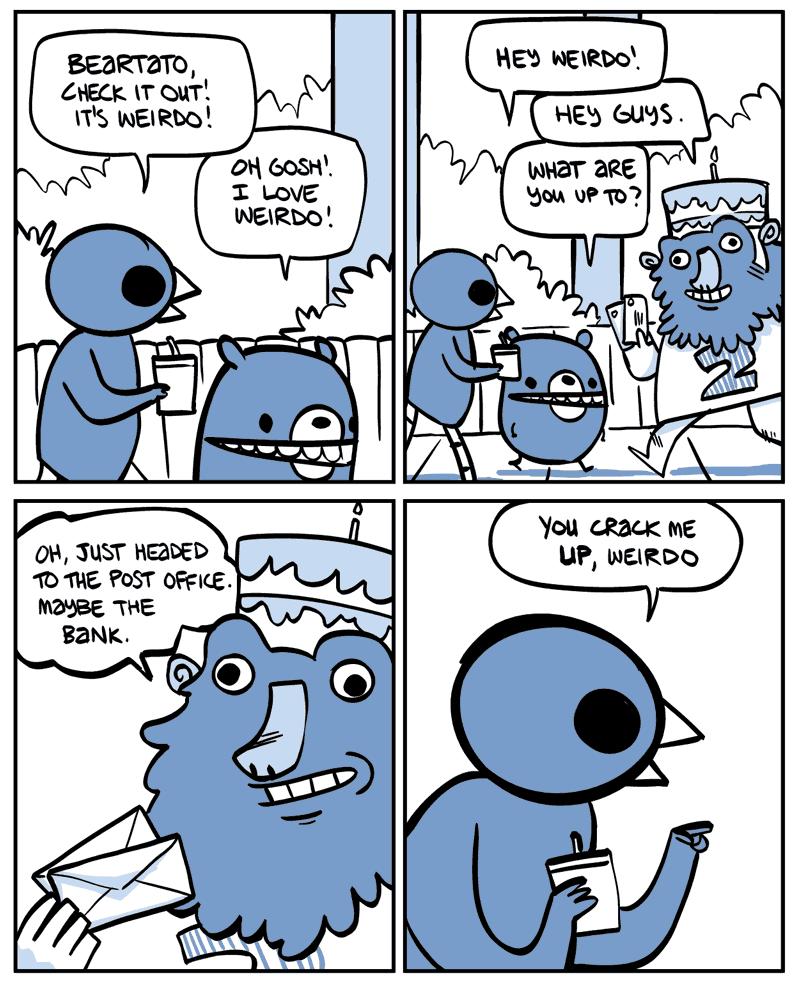 BEARTATO,
CHECK IT OUT!
IT'S WEIRDO!
OH GOSH!
I LOVE
WEIRDO!
HEY WEIRDO!
HEY GUYS.
WHAT ARE
YOU UP TO?
2
OH, JUST HEADED
TO THE POST OFFICE.
MAYBE THE
BANK.
YOU CRACK ME
UP, WEIRDO